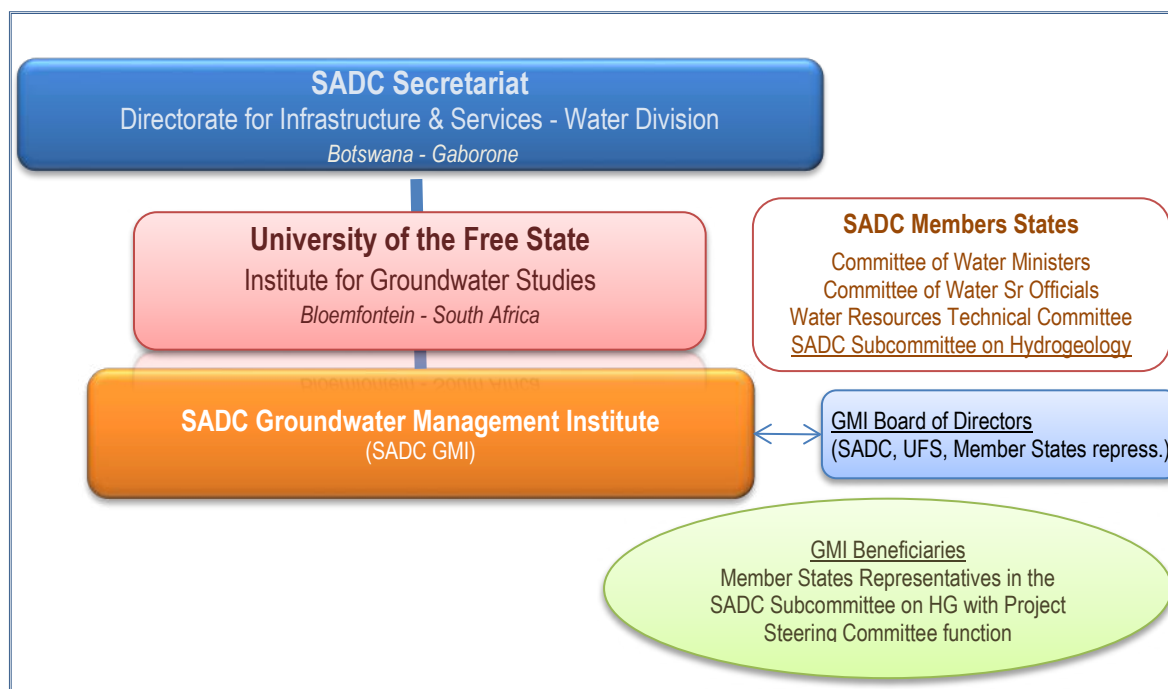 SADC Secretariat
Directorate for Infrastructure & Services - Water Division
Botswana - Gaborone
University of the Free State
Institute for Groundwater Studies
Bloemfontein - South Africa
SADC Members States
Committee of Water Ministers
Committee of Water Sr Officials
Water Resources Technical Committee
SADC Subcommittee on Hydrogeology
SADC Groundwater Management Institute
(SADC GMI)
GMI Board of Directors
(SADC, UFS, Member States repress.)
GMI Beneficiaries
Member States Representatives in the
SADC Subcommittee on HG with Project
Steering Committee function